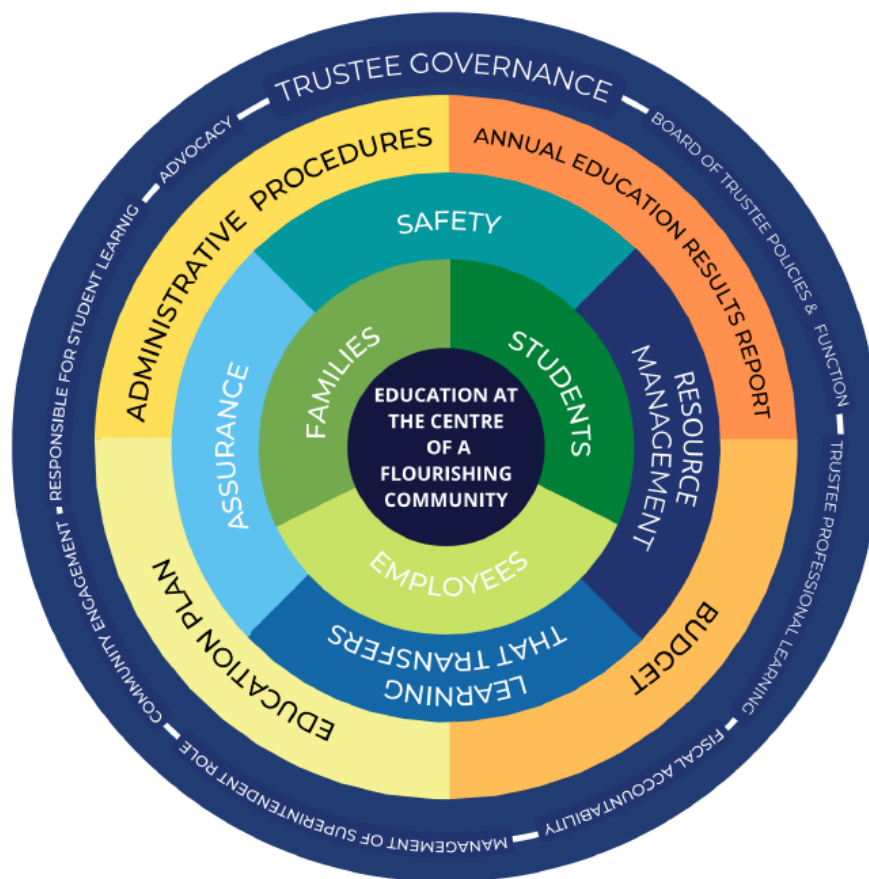 TRUSTEE GOVERNANCE
BOARD OF TRUSTEE POLICIES & FUNCTION
TRUSTEE PROFESSIONAL LEARNING
FISCAL ACCOUNTABILITY
MANAGEMENT OF SUPERINTENDENT ROLE
COMMUNITY ENGAGEMENT
RESPONSIBLE FOR STUDENT LEARNIG
ADVOCACY
ADMINISTRATIVE PROCEDURES
ANNUAL EDUCATION RESULTS REPORT
BUDGET
EDUCATION PLAN
SAFETY
RESOURCE
MANAGEMENT
LEARNING
THAT TRANSFERS
ASSURANCE
FAMILIES
STUDENTS
EMPLOYEES
EDUCATION AT
THE CENTRE
OF A
FLOURISHING
COMMUNITY